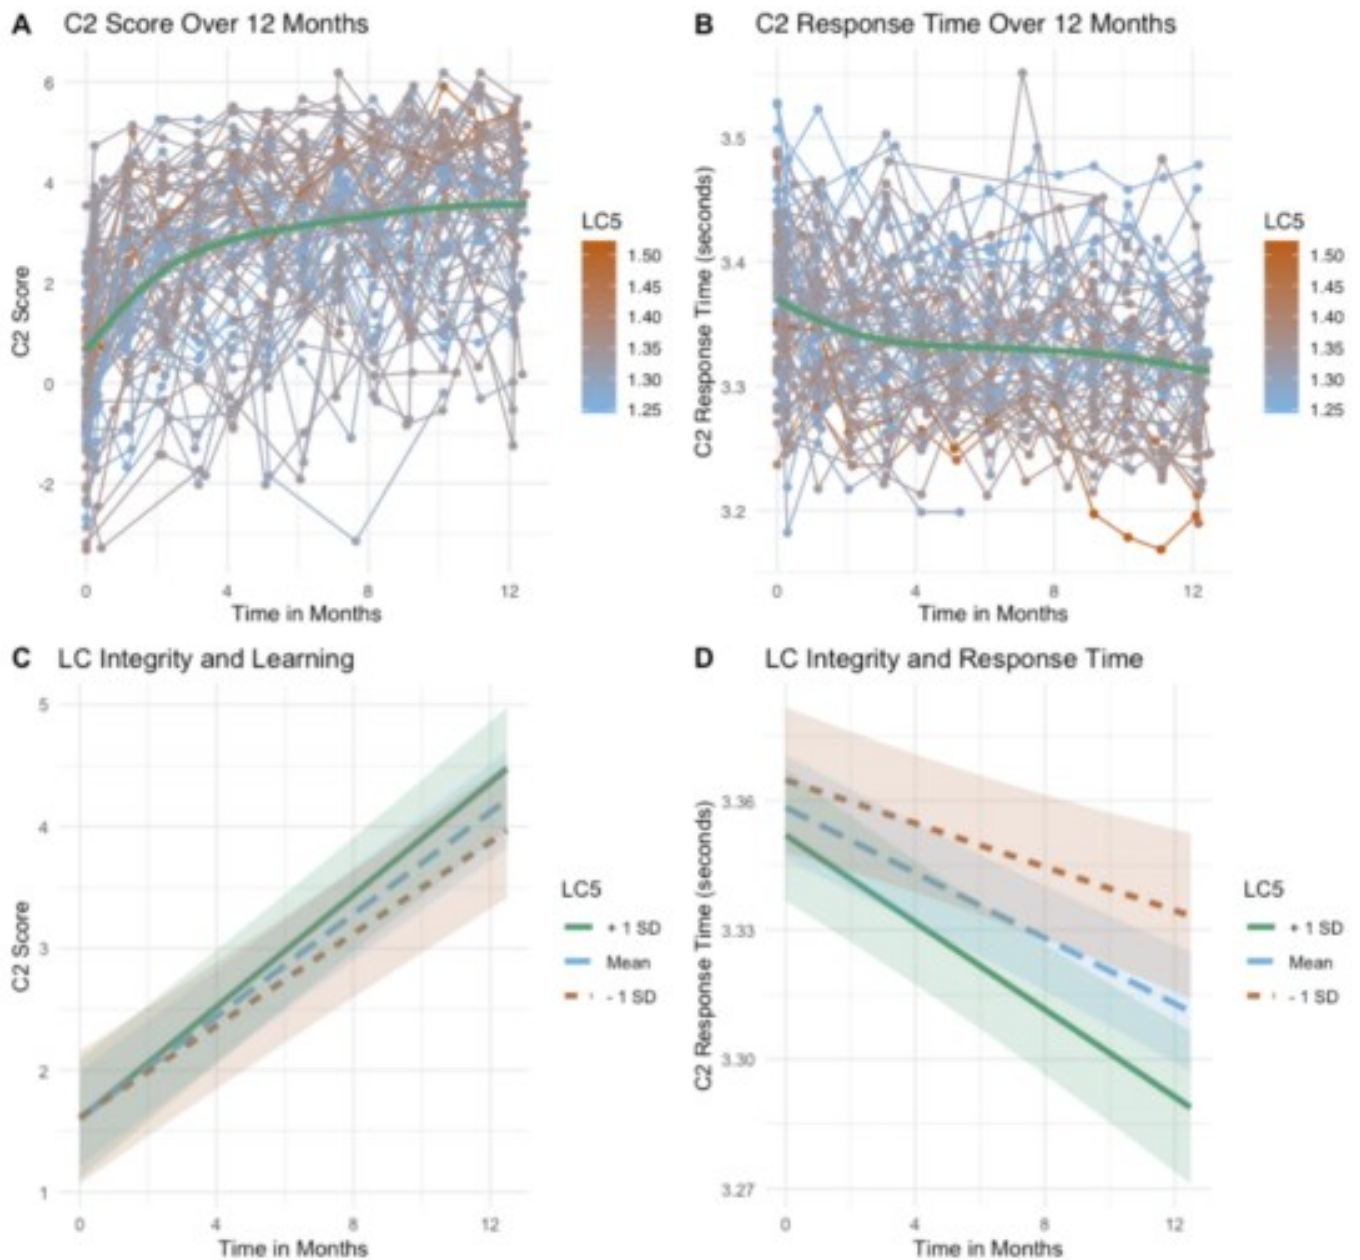 A C2 Score Over 12 Months
6
4
2
0
-2
C2 Score
0 4 8 12
Time in Months
LC5
1.50
1.45
1.40
1.35
1.30
1.25
B C2 Response Time Over 12 Months
3.5
3.4
3.3
3.2
C2 Response Time (seconds)
0 4 8 12
Time in Months
LC5
1.50
1.45
1.40
1.35
1.30
1.25
C LC Integrity and Learning
5
4
3
2
1
C2 Score
0 4 8 12
Time in Months
LC5
+ 1 SD
Mean
- 1 SD
D LC Integrity and Response Time
3.36
3.33
3.30
3.27
C2 Response Time (seconds)
0 4 8 12
Time in Months
LC5
+ 1 SD
Mean
- 1 SD